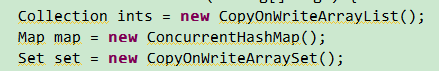 Collection ints = new CopyOnWriteArrayList();
Map map = new ConcurrentHashMap();
Set set = new CopyOnWriteArraySet();